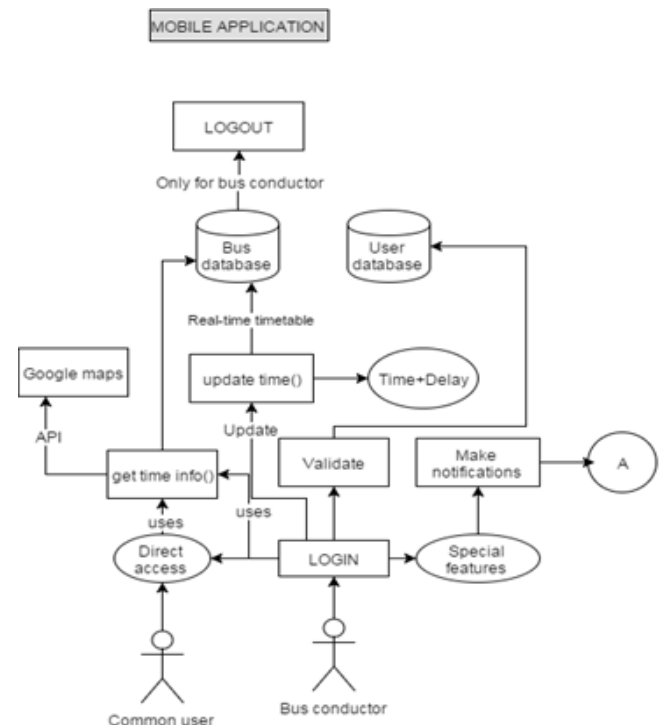 MOBILE APPLICATION
LOGOUT
Only for bus conductor
Bus
database
User
database
Real-time timetable
Google maps
update time()
Time+Delay
API
Update
get time info()
Validate
Make
notifications
A
uses
uses
Direct
access
LOGIN
Special
features
Common user
Bus conductor